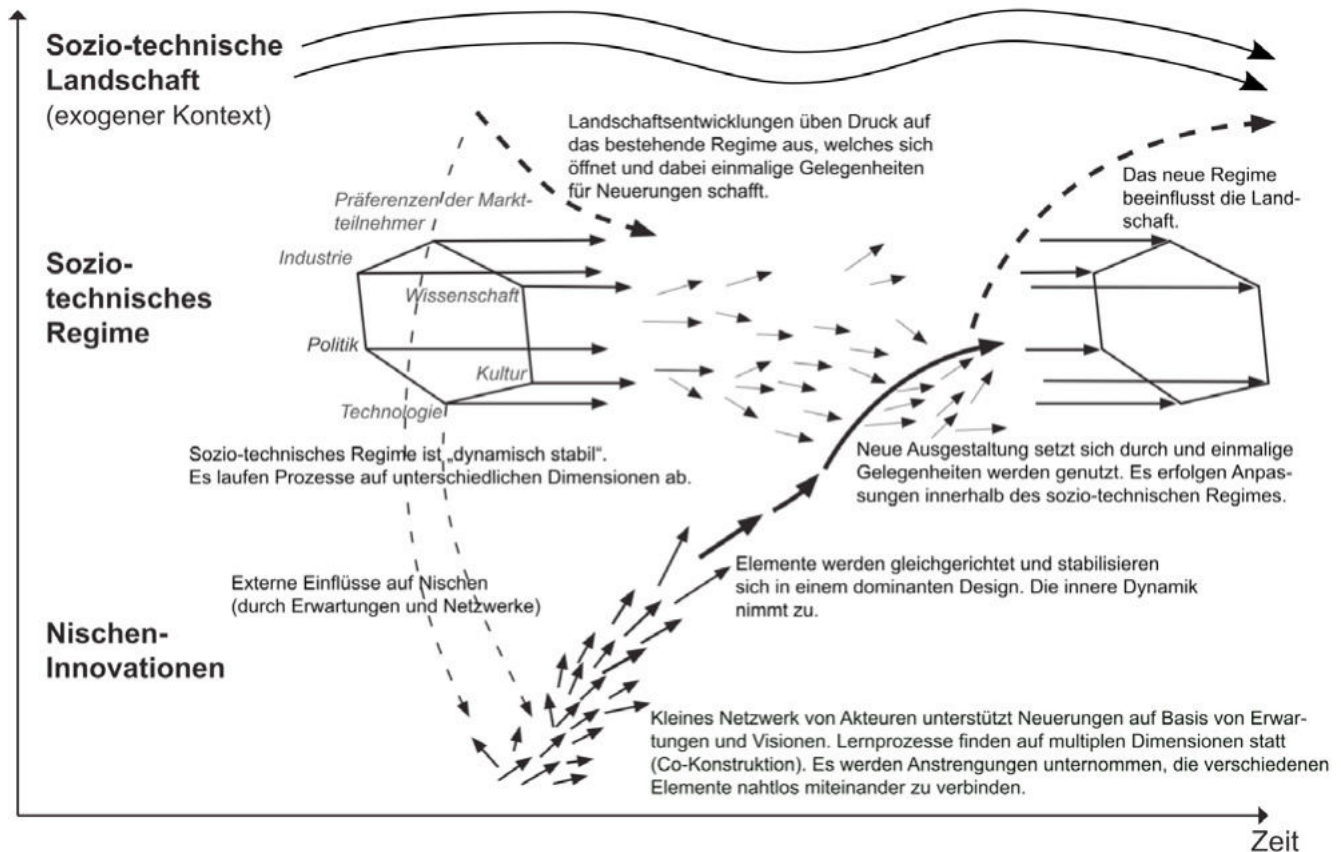 Sozio-technische
Landschaft
(exogener Kontext)
Landschaftsentwicklungen üben Druck auf
das bestehende Regime aus, welches sich
öffnet und dabei einmalige Gelegenheiten
für Neuerungen schafft.
Das neue Regime
beeinflusst die Land-
schaft.
Sozio-
technisches
Regime
Präferenzen der Markt-
teilnehmer
Industrie
Wissenschaft
Politik
Kultur
Technologie
Sozio-technisches Regime ist „dynamisch stabil“.
Es laufen Prozesse auf unterschiedlichen Dimensionen ab.
Neue Ausgestaltung setzt sich durch und einmalige
Gelegenheiten werden genutzt. Es erfolgen Anpas-
sungen innerhalb des sozio-technischen Regimes.
Externe Einflüsse auf Nischen
(durch Erwartungen und Netzwerke)
Elemente werden gleichgerichtet und stabilisieren
sich in einem dominanten Design. Die innere Dynamik
nimmt zu.
Nischen-
Innovationen
Kleines Netzwerk von Akteuren unterstützt Neuerungen auf Basis von Erwar-
tungen und Visionen. Lernprozesse finden auf multiplen Dimensionen statt
(Co-Konstruktion). Es werden Anstrengungen unternommen, die verschiedenen
Elemente nahtlos miteinander zu verbinden.
Zeit